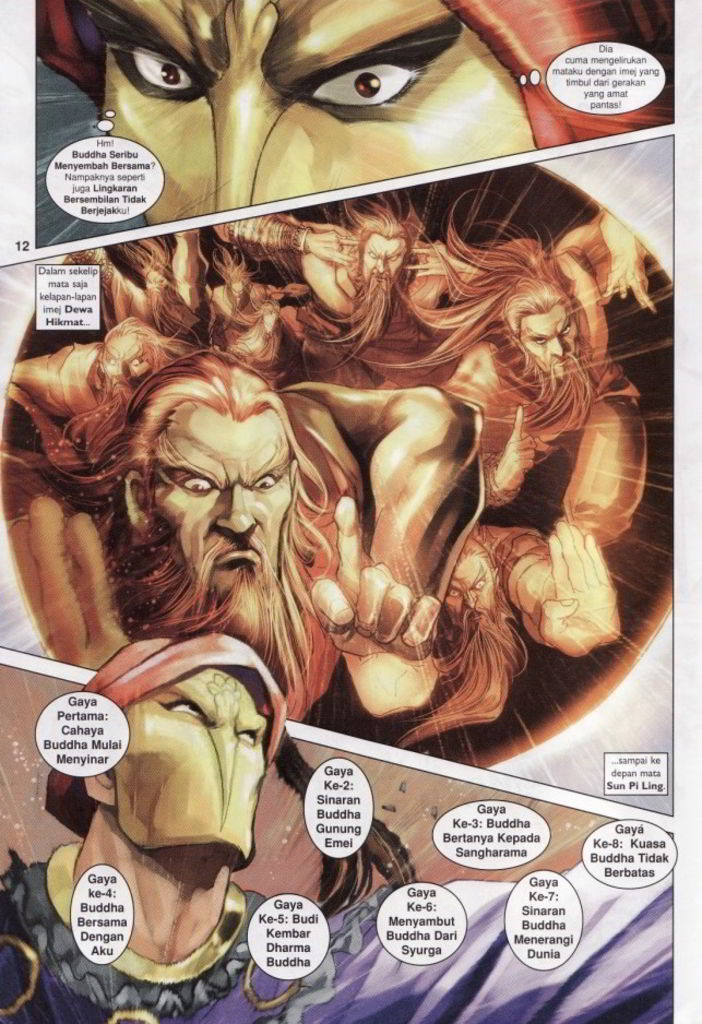 Dia
cuma mengelirukan
mataku dengan imej yang
timbul dari gerakan
yang amat
pantas!
Hm!
Buddha Seribu
Menyembah Bersama?
Nampaknya seperti
juga Lingkaran
Bersembilan Tidak
Berjejakku!
12
Dalam sekelip
mata saja
kelapan-lapan
imej Dewa
Hikmat...
...sampai ke
depan mata
Sun Pi Ling.
Gaya
Pertama:
Cahaya
Buddha Mulai
Menyinar
Gaya
Ke-2:
Sinaran
Buddha
Gunung
Emei
Gaya
Ke-3: Buddha
Bertanya Kepada
Sangharama
Gaya
ke-4:
Buddha
Bersama
Dengan
Aku
Gaya
Ke-5: Budi
Kembar
Dharma
Buddha
Gaya
Ke-6:
Menyambut
Buddha Dari
Syurga
Gaya
Ke-7:
Sinaran
Buddha
Menerangi
Dunia
Gaya
Ke-8: Kuasa
Buddha Tidak
Berbatas